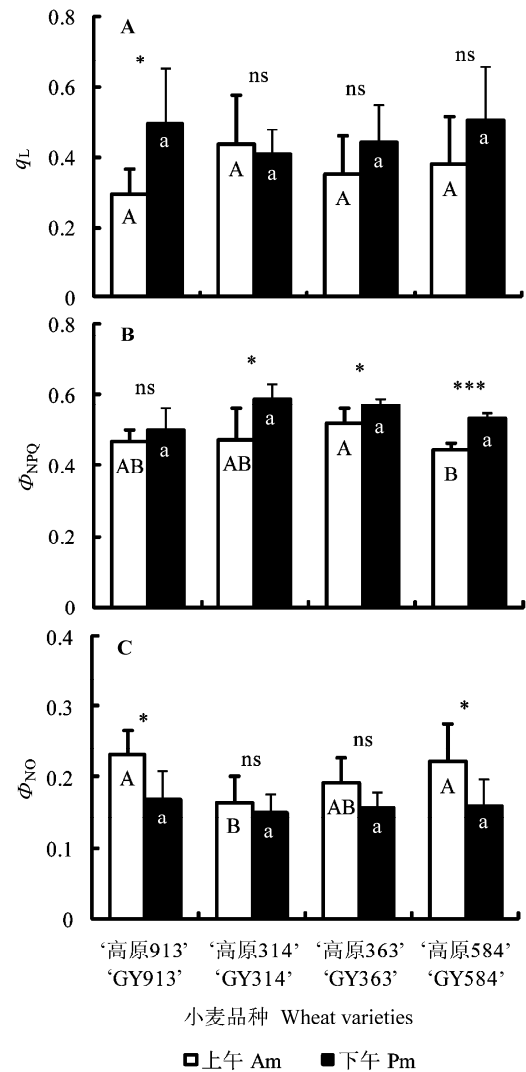 A
0.8
0.6
0.4
0.2
0
qL
* ns ns ns
A a A a A a A a
B
0.8
0.6
0.4
0.2
0
ΦNPQ
ns * * ***
AB a AB a A a B a
C
0.4
0.3
0.2
0.1
0
ΦNO
* ns ns *
A a B a AB a A a
‘高原913’ ‘高原314’ ‘高原363’ ‘高原584’
‘GY913’ ‘GY314’ ‘GY363’ ‘GY584’
小麦品种 Wheat varieties
上午 Am 下午 Pm